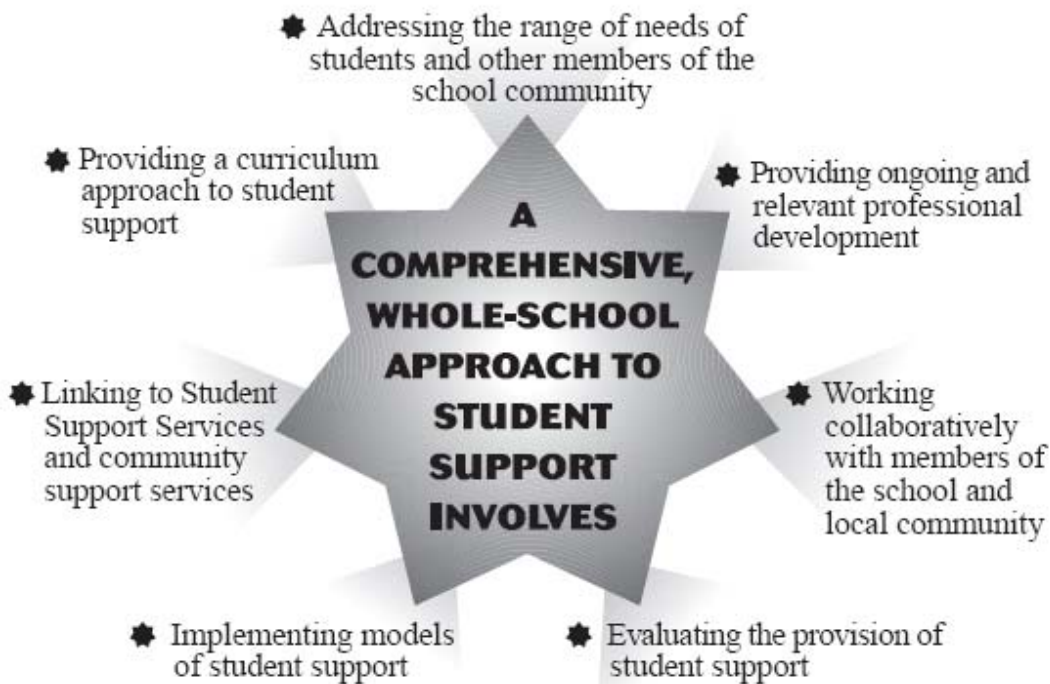 Addressing the range of needs of
students and other members of the
school community
Providing a curriculum
approach to student
support
Providing ongoing and
relevant professional
development
A
COMPREHENSIVE,
WHOLE-SCHOOL
APPROACH TO
STUDENT
SUPPORT
INVOLVES
Linking to Student
Support Services
and community
support services
Working
collaboratively
with members of
the school and
local community
Implementing models
of student support
Evaluating the provision of
student support